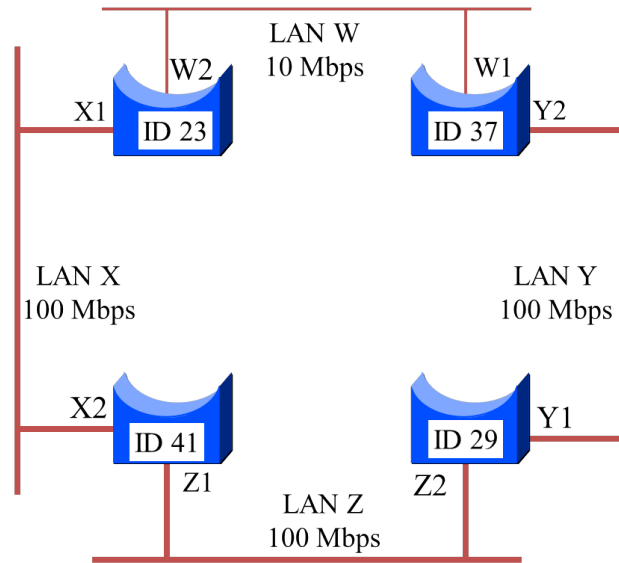 LAN W
10 Mbps
W2
W1
X1
Y2
ID 23
ID 37
LAN X
100 Mbps
LAN Y
100 Mbps
X2
Y1
ID 41
ID 29
Z1
Z2
LAN Z
100 Mbps